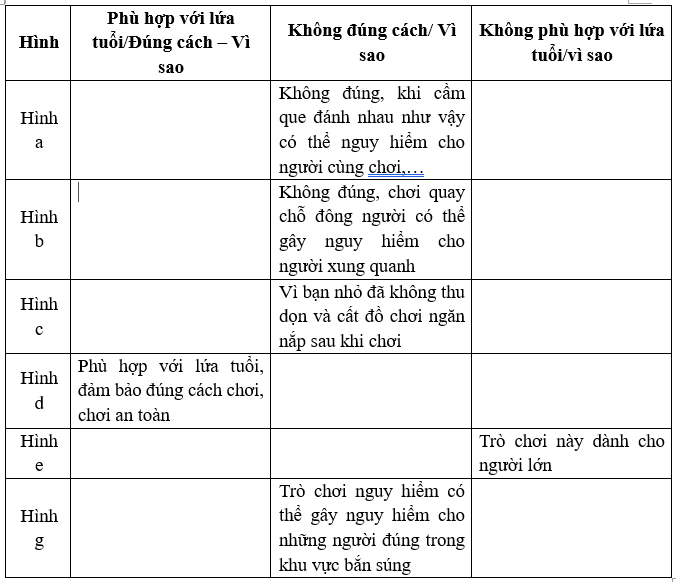 Hình
Phù hợp với lứa
tuổi/Đúng cách – Vì
sao
Không đúng cách/ Vì
sao
Không phù hợp với lứa
tuổi/vì sao
Hình
a
Không đúng, khi cầm
que đánh nhau như vậy
có thể nguy hiểm cho
người cùng chơi,…
Hình
b
Không đúng, chơi quay
chỗ đông người có thể
gây nguy hiểm cho
người xung quanh
Hình
c
Vì bạn nhỏ đã không thu
dọn và cất đồ chơi ngăn
nắp sau khi chơi
Hình
d
Phù hợp với lứa tuổi,
đảm bảo đúng cách chơi,
chơi an toàn
Hình
e
Trò chơi này dành cho
người lớn
Hình
g
Trò chơi nguy hiểm có
thể gây nguy hiểm cho
những người đúng trong
khu vực bắn súng